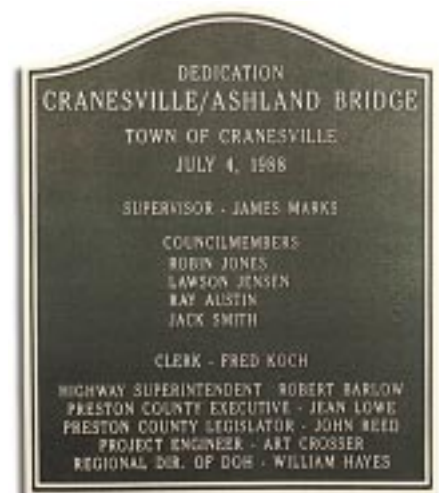 DEDICATION
CRANESVILLE/ASHLAND BRIDGE
TOWN OF CRANESVILLE
JULY 4, 1988
SUPERVISOR - JAMES MARKS
COUNCILMEMBERS
ROBIN JONES
LAWSON JENSEN
RAY AUSTIN
JACK SMITH
CLERK - FRED KOCH
HIGHWAY SUPERINTENDENT ROBERT BARLOW
PRESTON COUNTY EXECUTIVE - JEAN LOWE
PRESTON COUNTY LEGISLATOR - JOHN REED
PROJECT ENGINEER - ART CROSSER
REGIONAL DIR. OF DOH - WILLIAM HAYES